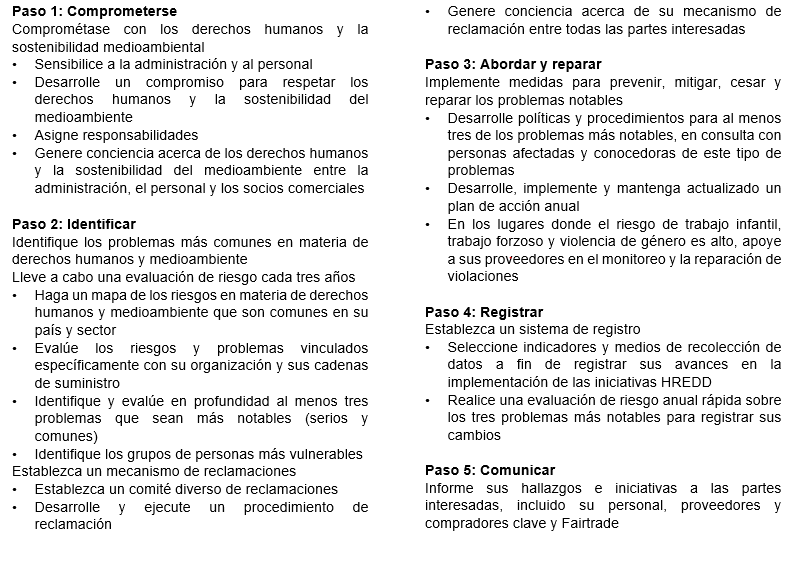 Paso 1: Comprometerse
Comprométase con los derechos humanos y la
sostenibilidad medioambiental
• Sensibilice a la administración y al personal
• Desarrolle un compromiso para respetar los
derechos humanos y la sostenibilidad del
medioambiente
• Asigne responsabilidades
• Genere conciencia acerca de los derechos humanos
y la sostenibilidad del medioambiente entre la
administración, el personal y los socios comerciales
Paso 2: Identificar
Identifique los problemas más comunes en materia de
derechos humanos y medioambiente
Lleve a cabo una evaluación de riesgo cada tres años
• Haga un mapa de los riesgos en materia de derechos
humanos y medioambiente que son comunes en su
país y sector
• Evalúe los riesgos y problemas vinculados
específicamente con su organización y sus cadenas
de suministro
• Identifique y evalúe en profundidad al menos tres
problemas que sean más notables (serios y
comunes)
• Identifique los grupos de personas más vulnerables
Establezca un mecanismo de reclamaciones
• Establezca un comité diverso de reclamaciones
• Desarrolle y ejecute un procedimiento de
reclamación
• Genere conciencia acerca de su mecanismo de
reclamación entre todas las partes interesadas
Paso 3: Abordar y reparar
Implemente medidas para prevenir, mitigar, cesar y
reparar los problemas notables
• Desarrolle políticas y procedimientos para al menos
tres de los problemas más notables, en consulta con
personas afectadas y conocedoras de este tipo de
problemas
• Desarrolle, implemente y mantenga actualizado un
plan de acción anual
• En los lugares donde el riesgo de trabajo infantil,
trabajo forzoso y violencia de género es alto, apoye
a sus proveedores en el monitoreo y la reparación de
violaciones
Paso 4: Registrar
Establezca un sistema de registro
• Seleccione indicadores y medios de recolección de
datos a fin de registrar sus avances en la
implementación de las iniciativas HREDD
• Realice una evaluación de riesgo anual rápida sobre
los tres problemas más notables para registrar sus
cambios
Paso 5: Comunicar
Informe sus hallazgos e iniciativas a las partes
interesadas, incluido su personal, proveedores y
compradores clave y Fairtrade